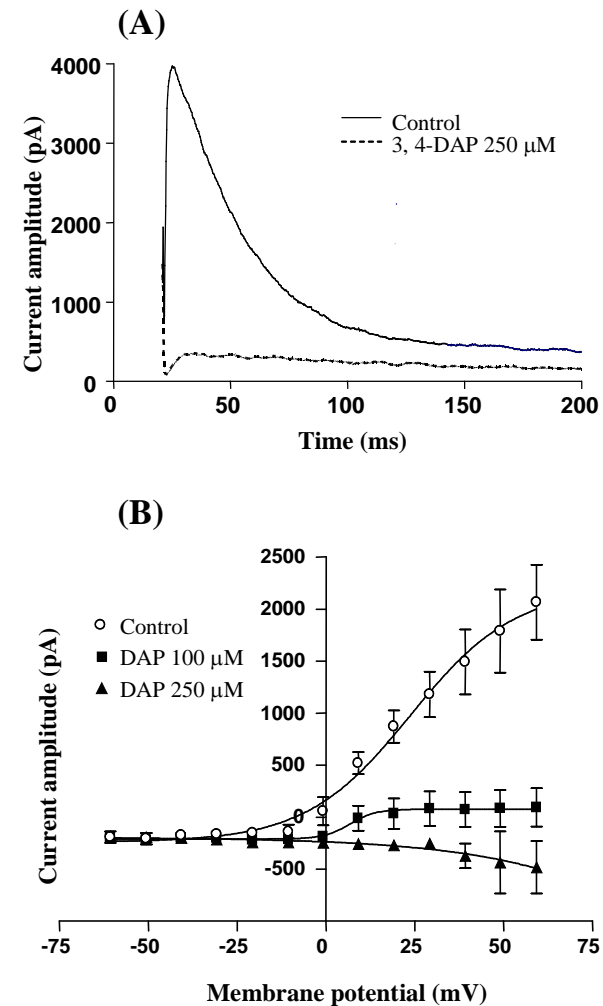 (A)
4000
3000
2000
1000
0
Current amplitude (pA)
Control
3, 4-DAP 250 μM
0 50 100 150 200
Time (ms)
(B)
2500
2000
1500
1000
500
0
-500
Current amplitude (pA)
Control
DAP 100 μM
DAP 250 μM
-75 -50 -25 0 25 50 75
Membrane potential (mV)